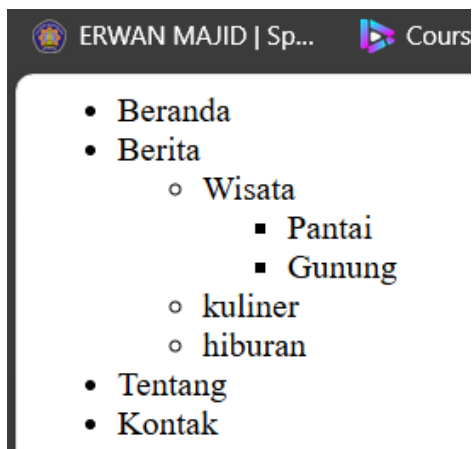 ERWAN MAJID | Sp... Cours
Beranda
Berita
Wisata
Pantai
Gunung
kuliner
hiburan
Tentang
Kontak